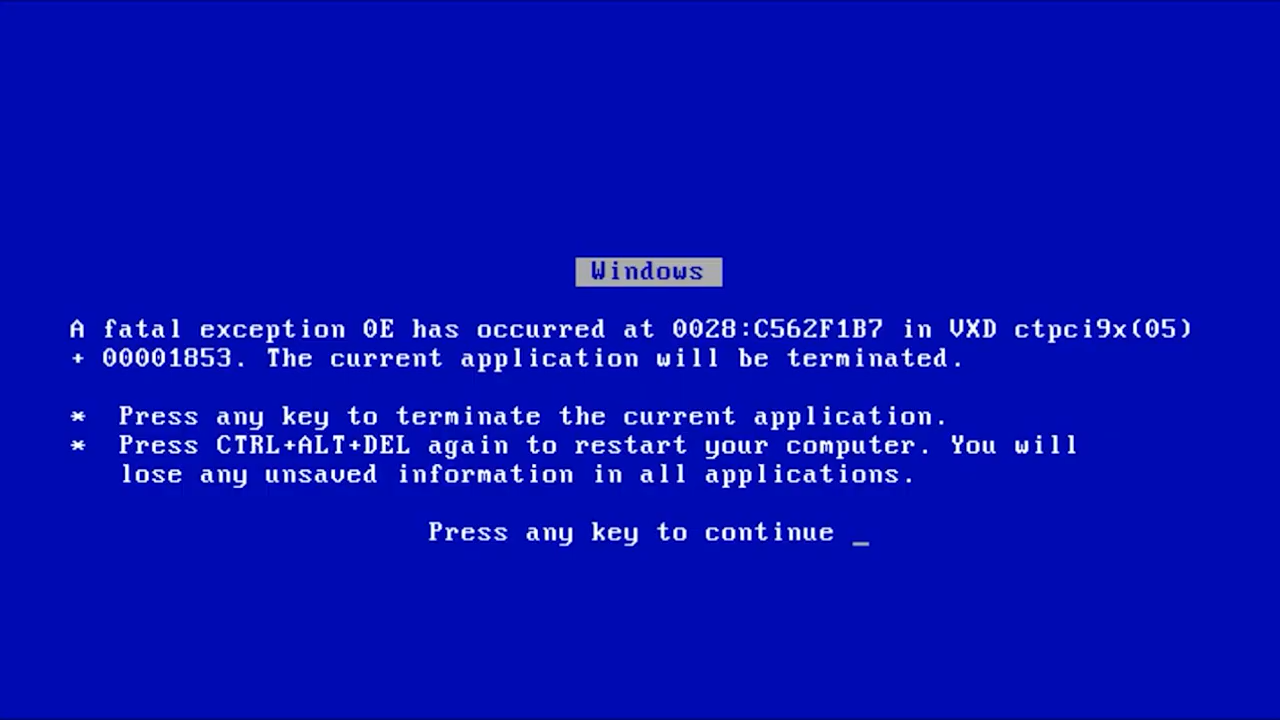 Windows
A fatal exception 0E has occurred at 0028:C562F1B7 in VXD ctpci9x(05)
+ 00001853. The current application will be terminated.
* Press any key to terminate the current application.
* Press CTRL+ALT+DEL again to restart your computer. You will
lose any unsaved information in all applications.
Press any key to continue _